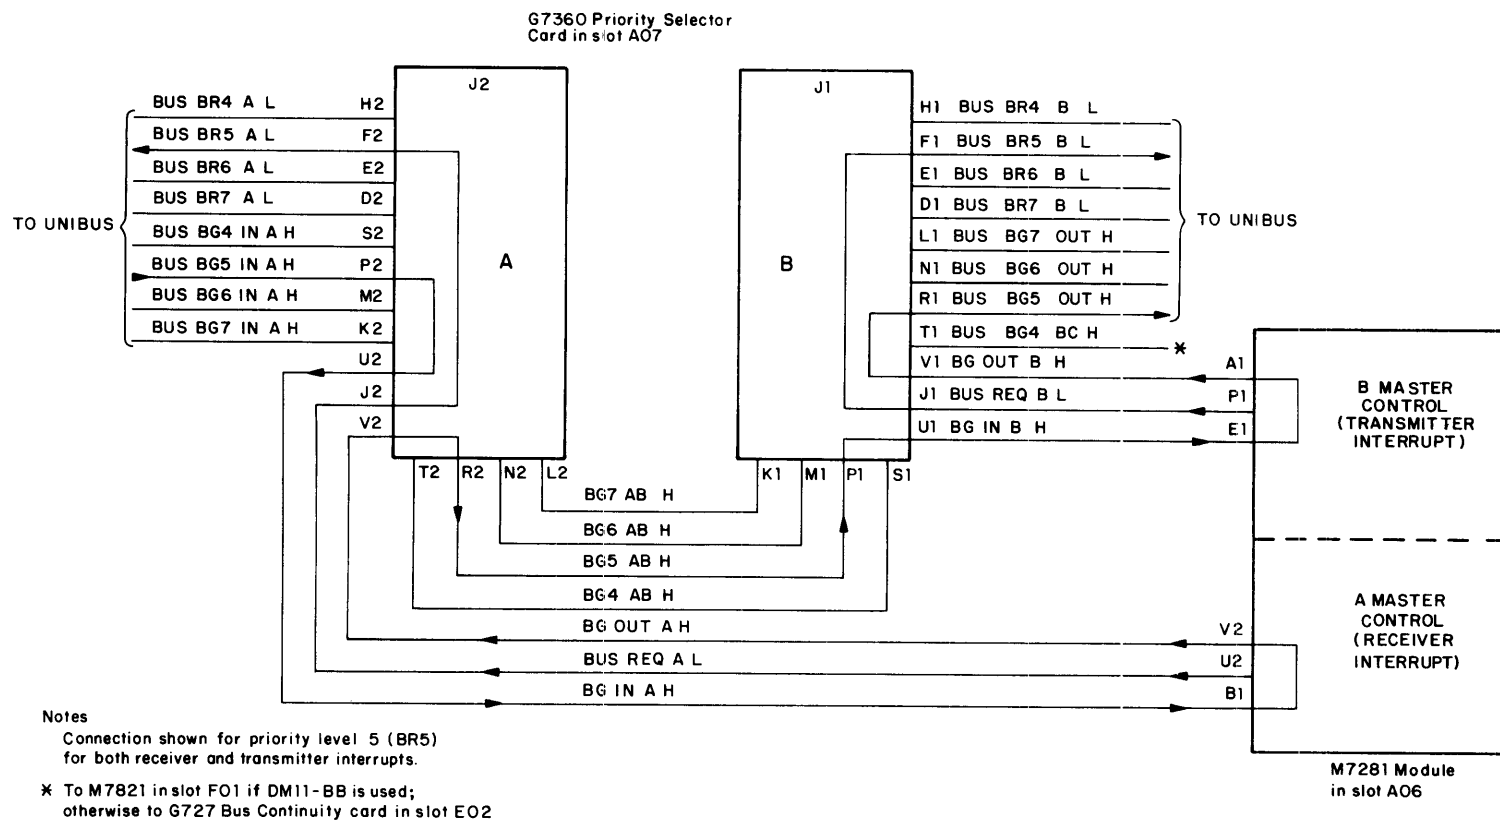 G7360 Priority Selector
Card in slot A07
J2
BUS BR4 A L H2
BUS BR5 A L F2
BUS BR6 A L E2
BUS BR7 A L D2
BUS BG4 IN A H S2
BUS BG5 IN A H P2
BUS BG6 IN A H M2
BUS BG7 IN A H K2
U2
J2
V2
TO UNIBUS
A
T2 R2 N2 L2
J1
B
H1 BUS BR4 B L
F1 BUS BR5 B L
E1 BUS BR6 B L
D1 BUS BR7 B L
L1 BUS BG7 OUT H
N1 BUS BG6 OUT H
R1 BUS BG5 OUT H
T1 BUS BG4 BC H *
V1 BG OUT B H
J1 BUS REQ B L
U1 BG IN B H
TO UNIBUS
K1 M1 P1 S1
A1
P1
E1
B MASTER
CONTROL
(TRANSMITTER
INTERRUPT)
BG7 AB H
BG6 AB H
BG5 AB H
BG4 AB H
BG OUT A H
BUS REQ A L
BG IN A H
V2
U2
B1
A MASTER
CONTROL
(RECEIVER
INTERRUPT)
M7281 Module
in slot A06
Notes
Connection shown for priority level 5 (BR5)
for both receiver and transmitter interrupts.
* To M7821 in slot F01 if DM11-BB is used;
otherwise to G727 Bus Continuity card in slot E02